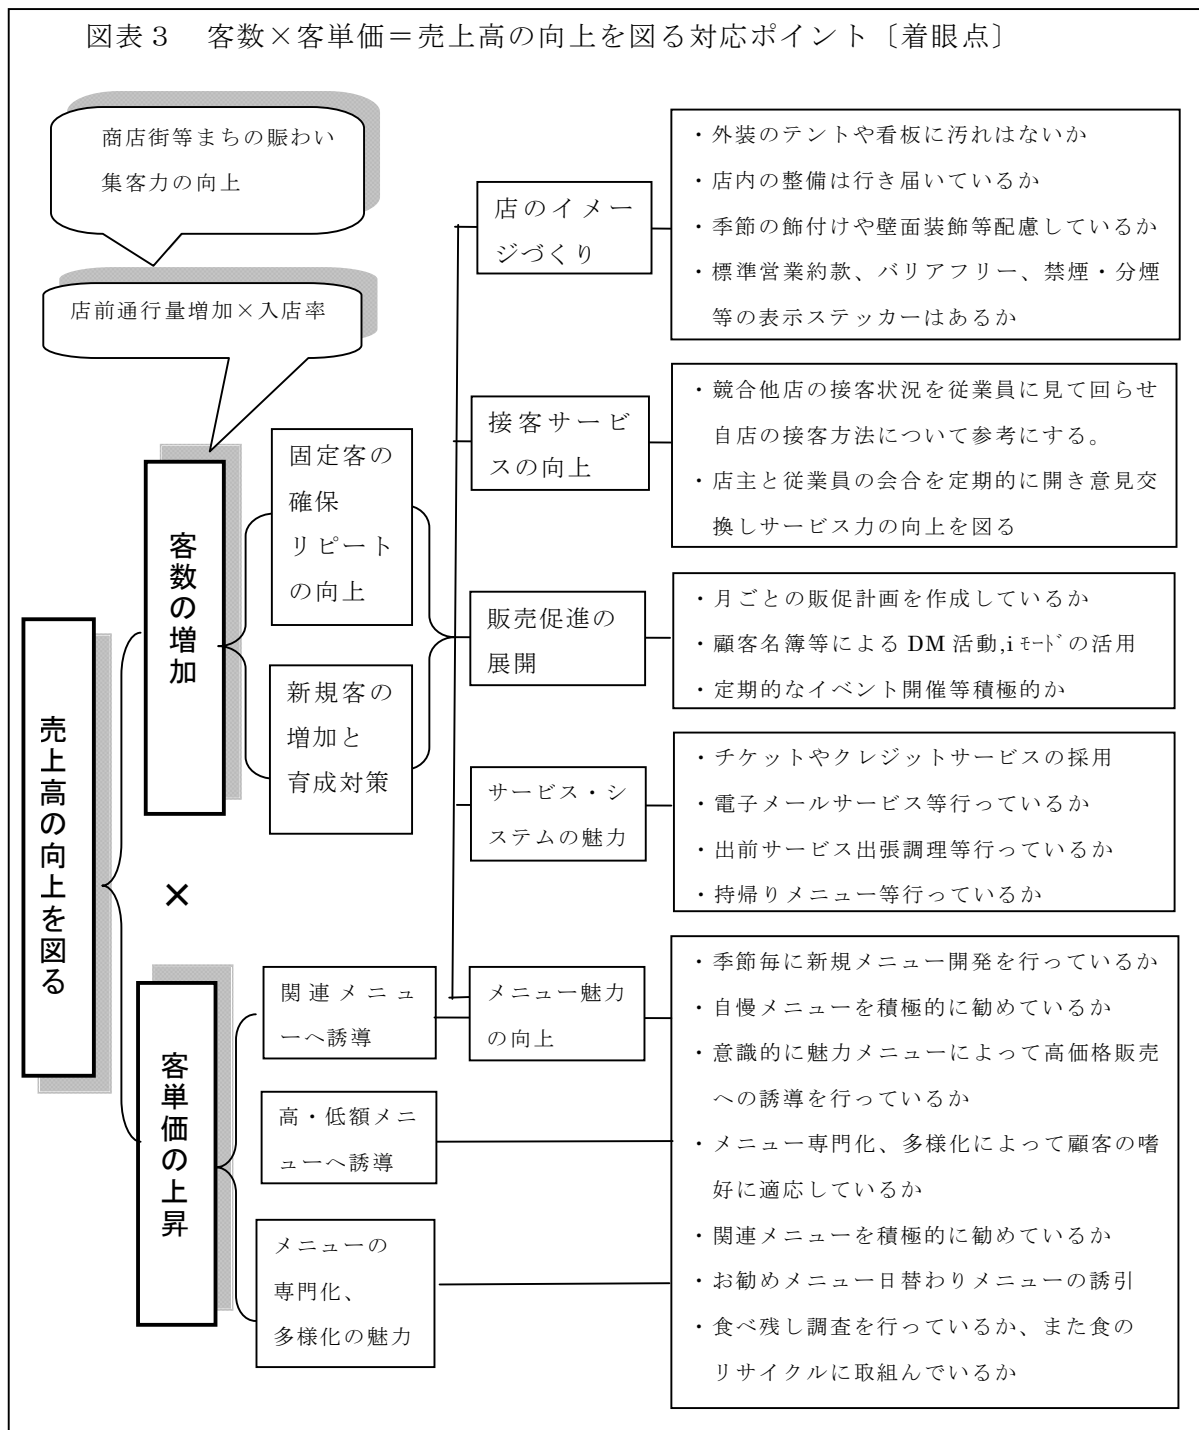 図表３　客数×客単価＝売上高の向上を図る対応ポイント〔着眼点〕
商店街等まちの賑わい
集客力の向上
店前通行量増加×入店率
売上高の向上を図る
客数の増加
×
客単価の上昇
固定客の
確保
リピート
の向上
新規客の
増加と
育成対策
関連メニュ
ーへ誘導
高・低額メニ
ューへ誘導
メニューの
専門化、
多様化の魅力
店のイメー
ジづくり
・外装のテントや看板に汚れはないか
・店内の整備は行き届いているか
・季節の飾付けや壁面装飾等配慮しているか
・標準営業約款、バリアフリー、禁煙・分煙
等の表示ステッカーはあるか
接客サービ
スの向上
・競合他店の接客状況を従業員に見て回らせ
自店の接客方法について参考にする。
・店主と従業員の会合を定期的に開き意見交
換しサービス力の向上を図る
販売促進の
展開
・月ごとの販促計画を作成しているか
・顧客名簿等による DM 活動,i ﾓｰﾄﾞの活用
・定期的なイベント開催等積極的か
サービス・シ
ステムの魅力
・チケットやクレジットサービスの採用
・電子メールサービス等行っているか
・出前サービス出張調理等行っているか
・持帰りメニュー等行っているか
メニュー魅力
の向上
・季節毎に新規メニュー開発を行っているか
・自慢メニューを積極的に勧めているか
・意識的に魅力メニューによって高価格販売
への誘導を行っているか
・メニュー専門化、多様化によって顧客の嗜
好に適応しているか
・関連メニューを積極的に勧めているか
・お勧めメニュー日替わりメニューの誘引
・食べ残し調査を行っているか、また食の
リサイクルに取組んでいるか